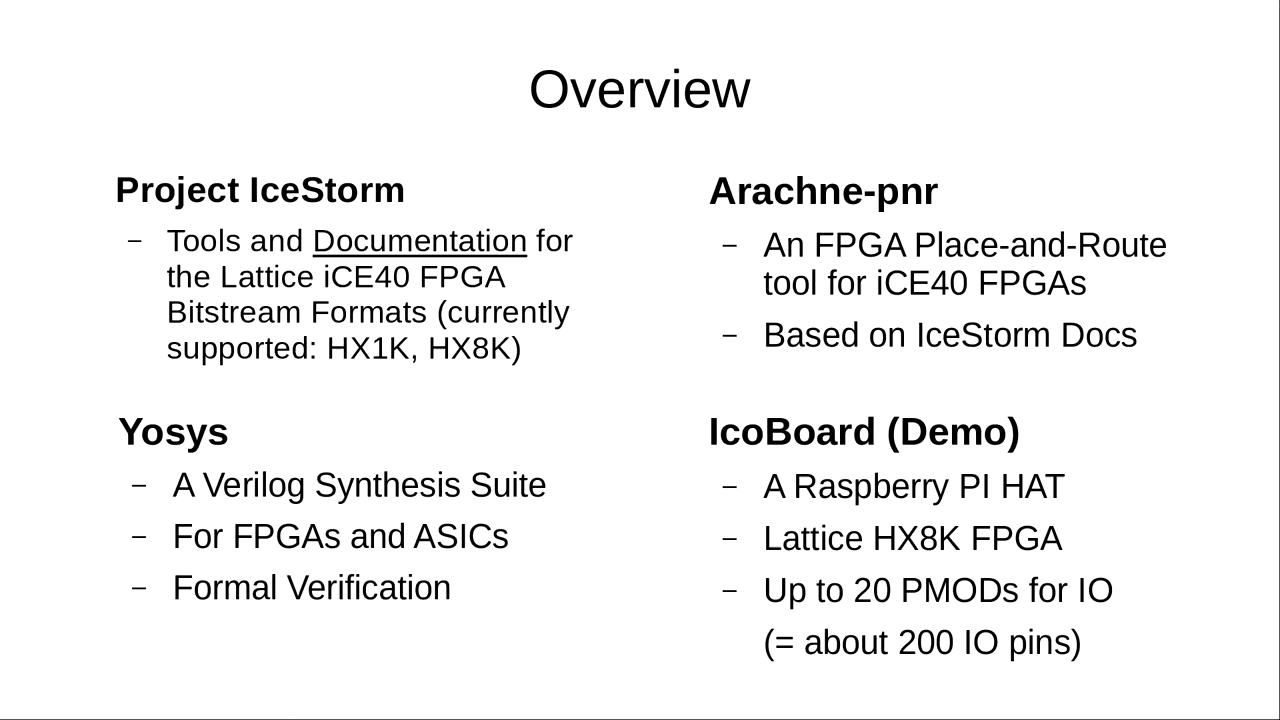 Overview
Project IceStorm
– Tools and Documentation for
the Lattice iCE40 FPGA
Bitstream Formats (currently
supported: HX1K, HX8K)
Yosys
– A Verilog Synthesis Suite
– For FPGAs and ASICs
– Formal Verification
Arachne-pnr
– An FPGA Place-and-Route
tool for iCE40 FPGAs
– Based on IceStorm Docs
IcoBoard (Demo)
– A Raspberry PI HAT
– Lattice HX8K FPGA
– Up to 20 PMODs for IO
(= about 200 IO pins)